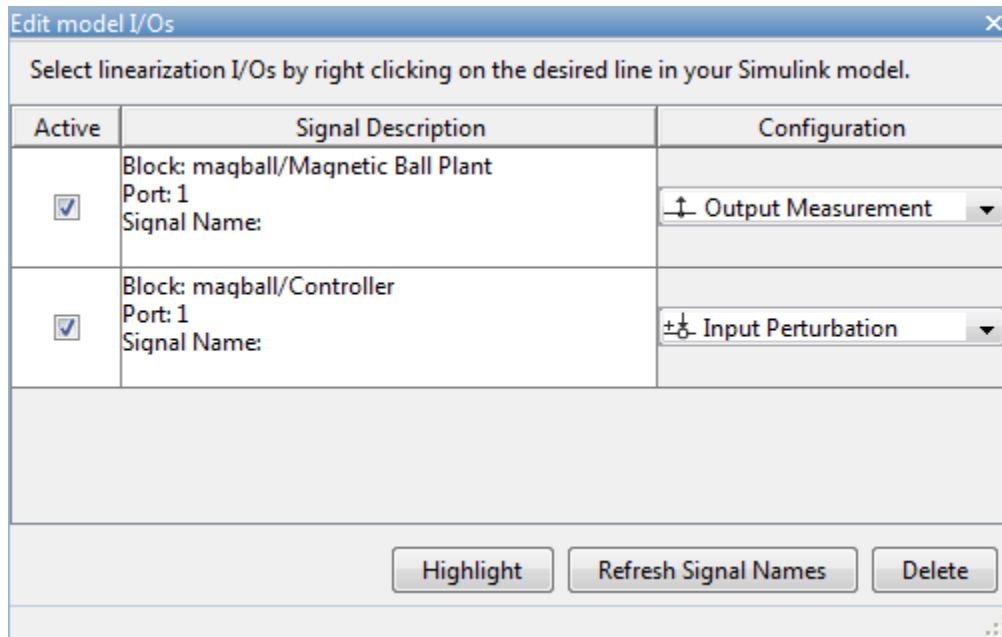 Edit model I/Os
Select linearization I/Os by right clicking on the desired line in your Simulink model.
Active Signal Description Configuration
Block: magball/Magnetic Ball Plant
Port: 1
Signal Name:
Output Measurement
Block: magball/Controller
Port: 1
Signal Name:
Input Perturbation
Highlight Refresh Signal Names Delete